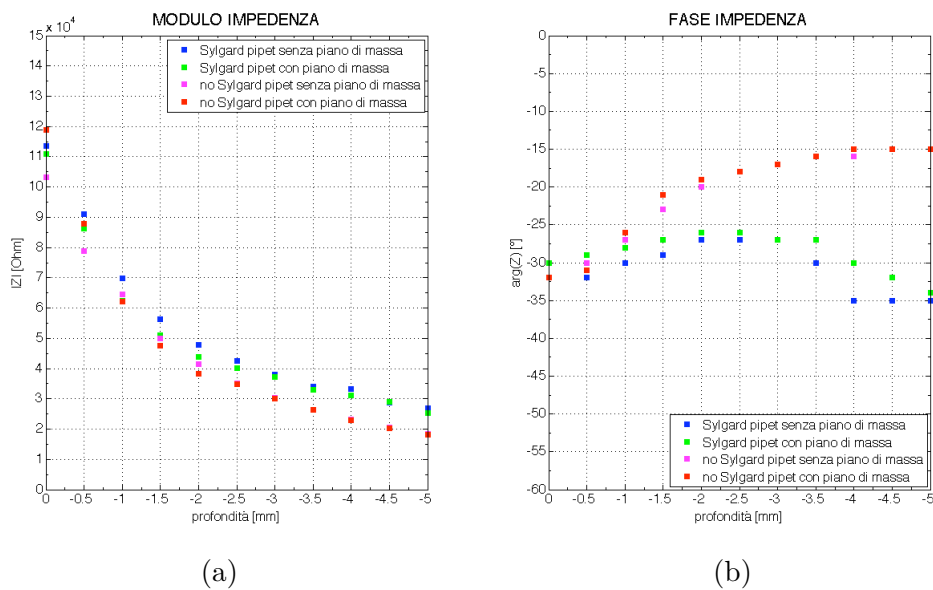 MODULO IMPEDENZA
x 10⁴
15
14
13
12
11
10
9
8
7
6
5
4
3
2
1
0
|Z| [Ohm]
Sylgard pipet senza piano di massa
Sylgard pipet con piano di massa
no Sylgard pipet senza piano di massa
no Sylgard pipet con piano di massa
0 -0.5 -1 -1.5 -2 -2.5 -3 -3.5 -4 -4.5 -5
profondità [mm]
(a)
FASE IMPEDENZA
0
-5
-10
-15
-20
-25
-30
-35
-40
-45
-50
-55
-60
arg(Z) [º]
Sylgard pipet senza piano di massa
Sylgard pipet con piano di massa
no Sylgard pipet senza piano di massa
no Sylgard pipet con piano di massa
0 -0.5 -1 -1.5 -2 -2.5 -3 -3.5 -4 -4.5 -5
profondità [mm]
(b)